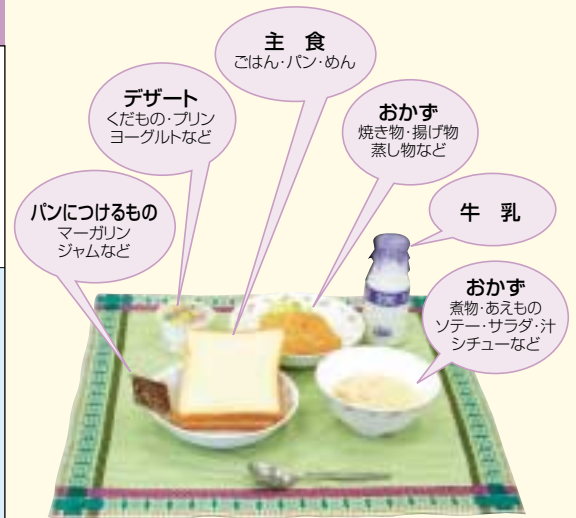 主 食
ごはん・パン・めん
デザート
くだもの・プリン
ヨーグルトなど
おかず
焼き物・揚げ物
蒸し物など
パンにつけるもの
マーガリン
ジャムなど
牛 乳
おかず
煮物・あえもの
ソテー・サラダ・汁
シチューなど